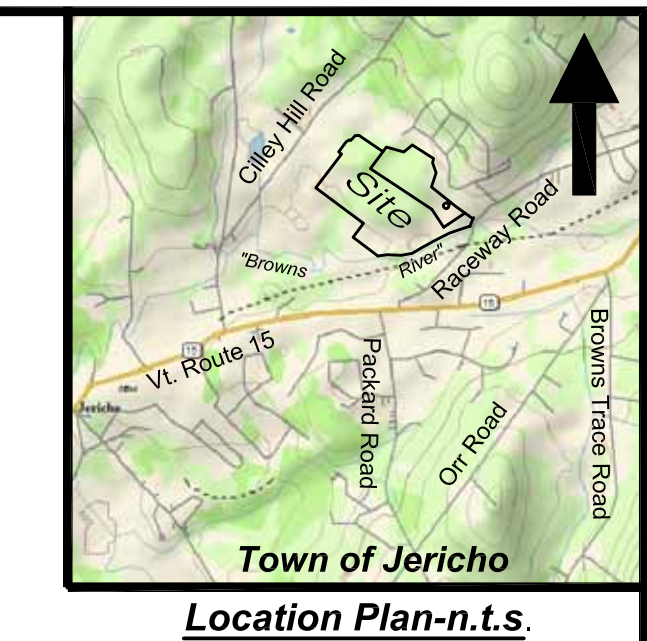 Cilley Hill Road
Site
"Browns
River"
Raceway Road
15
15
Vt. Route 15
Jericho
Packard Road
Orr Road
Browns Trace Road
Town of Jericho
Location Plan-n.t.s.